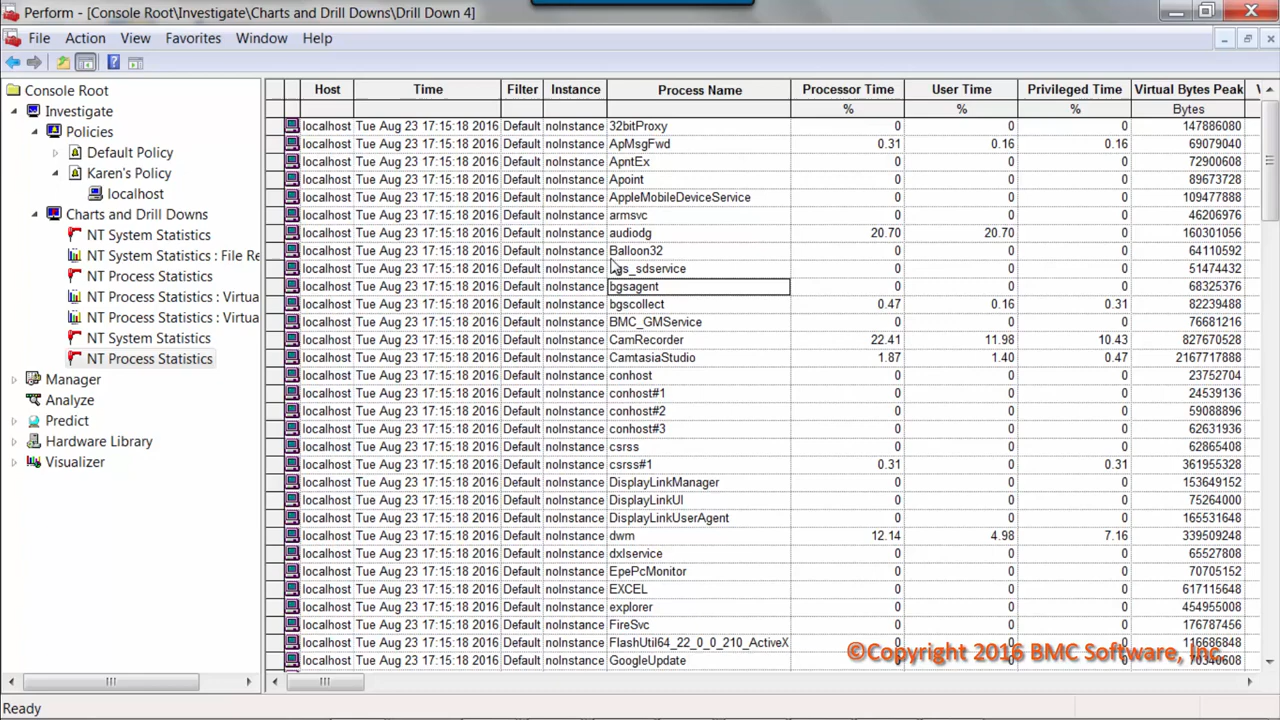 Perform - [Console Root\Investigate\Charts and Drill Downs\Drill Down 4]
File Action View Favorites Window Help
Console Root
Investigate
Policies
Default Policy
Karen's Policy
localhost
Charts and Drill Downs
NT System Statistics
NT System Statistics : File Re
NT Process Statistics
NT Process Statistics : Virtua
NT Process Statistics : Virtua
NT System Statistics
NT Process Statistics
Manager
Analyze
Predict
Hardware Library
Visualizer
Host Time Filter Instance Process Name Processor Time User Time Privileged Time Virtual Bytes Peak
% % % Bytes
localhost Tue Aug 23 17:15:18 2016 Default noInstance 32bitProxy 0 0 0 147886080
localhost Tue Aug 23 17:15:18 2016 Default noInstance ApMsgFwd 0.31 0.16 0.16 69079040
localhost Tue Aug 23 17:15:18 2016 Default noInstance ApntEx 0 0 0 72900608
localhost Tue Aug 23 17:15:18 2016 Default noInstance Apoint 0 0 0 89673728
localhost Tue Aug 23 17:15:18 2016 Default noInstance AppleMobileDeviceService 0 0 0 109477888
localhost Tue Aug 23 17:15:18 2016 Default noInstance armsvc 0 0 0 46206976
localhost Tue Aug 23 17:15:18 2016 Default noInstance audiodg 20.70 20.70 0 160301056
localhost Tue Aug 23 17:15:18 2016 Default noInstance Balloon32 0 0 0 64110592
localhost Tue Aug 23 17:15:18 2016 Default noInstance bgs_sdservice 0 0 0 51474432
localhost Tue Aug 23 17:15:18 2016 Default noInstance bgsagent 0 0 0 68325376
localhost Tue Aug 23 17:15:18 2016 Default noInstance bgscollect 0.47 0.16 0.31 82239488
localhost Tue Aug 23 17:15:18 2016 Default noInstance BMC_GMService 0 0 0 76681216
localhost Tue Aug 23 17:15:18 2016 Default noInstance CamRecorder 22.41 11.98 10.43 827670528
localhost Tue Aug 23 17:15:18 2016 Default noInstance CamtasiaStudio 1.87 1.40 0.47 2167717888
localhost Tue Aug 23 17:15:18 2016 Default noInstance conhost 0 0 0 23752704
localhost Tue Aug 23 17:15:18 2016 Default noInstance conhost#1 0 0 0 24539136
localhost Tue Aug 23 17:15:18 2016 Default noInstance conhost#2 0 0 0 59088896
localhost Tue Aug 23 17:15:18 2016 Default noInstance conhost#3 0 0 0 62631936
localhost Tue Aug 23 17:15:18 2016 Default noInstance csrss 0 0 0 62865408
localhost Tue Aug 23 17:15:18 2016 Default noInstance csrss#1 0.31 0 0.31 361955328
localhost Tue Aug 23 17:15:18 2016 Default noInstance DisplayLinkManager 0 0 0 153649152
localhost Tue Aug 23 17:15:18 2016 Default noInstance DisplayLinkUI 0 0 0 75264000
localhost Tue Aug 23 17:15:18 2016 Default noInstance DisplayLinkUserAgent 0 0 0 165531648
localhost Tue Aug 23 17:15:18 2016 Default noInstance dwm 12.14 4.98 7.16 339509248
localhost Tue Aug 23 17:15:18 2016 Default noInstance dxlservice 0 0 0 65527808
localhost Tue Aug 23 17:15:18 2016 Default noInstance EpePcMonitor 0 0 0 70705152
localhost Tue Aug 23 17:15:18 2016 Default noInstance EXCEL 0 0 0 617115648
localhost Tue Aug 23 17:15:18 2016 Default noInstance explorer 0 0 0 454955008
localhost Tue Aug 23 17:15:18 2016 Default noInstance FireSvc 0 0 0 176787456
localhost Tue Aug 23 17:15:18 2016 Default noInstance FlashUtil64_22_0_0_210_ActiveX 0 0 0 116686848
localhost Tue Aug 23 17:15:18 2016 Default noInstance GoogleUpdate 0 0 0 70340608
©Copyright 2016 BMC Software, Inc
Ready